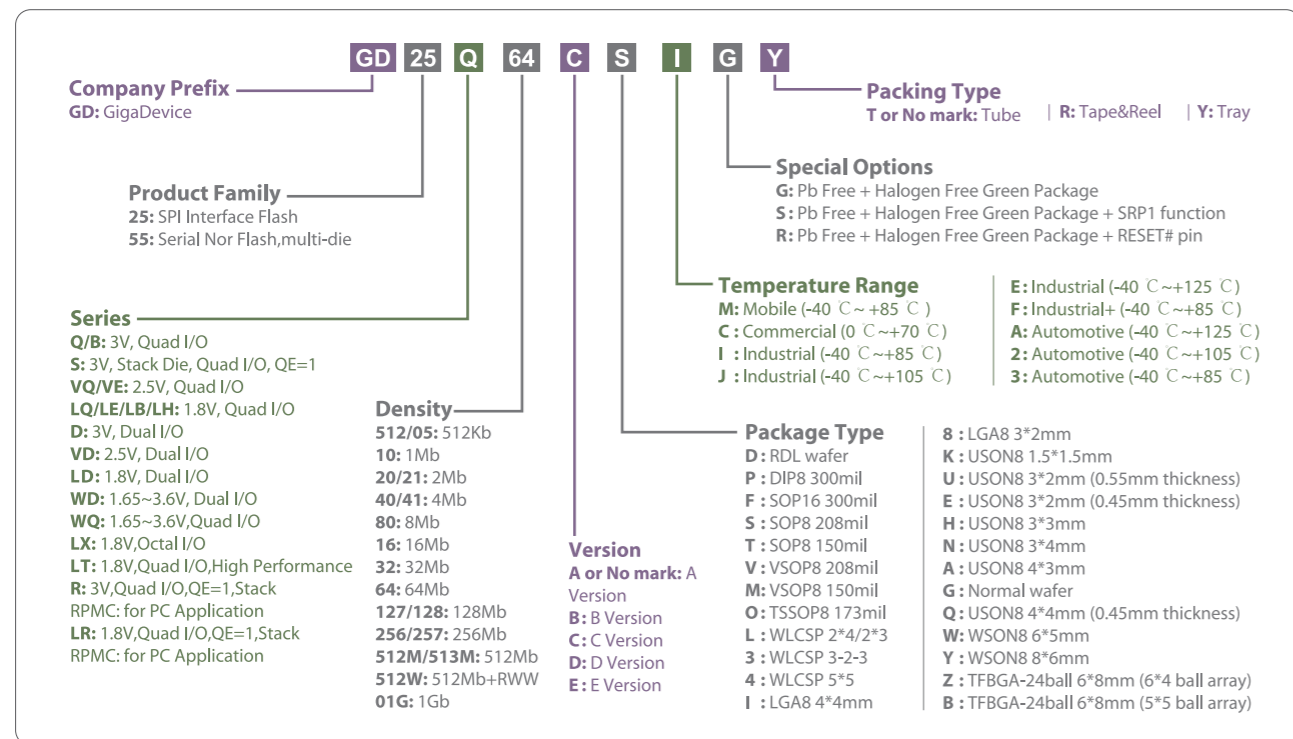 GD 25 Q 64 C S I G Y
Company Prefix
GD: GigaDevice
Packing Type
T or No mark: Tube | R: Tape&Reel | Y: Tray
Product Family
25: SPI Interface Flash
55: Serial Nor Flash,multi-die
Special Options
G: Pb Free + Halogen Free Green Package
S: Pb Free + Halogen Free Green Package + SRP1 function
R: Pb Free + Halogen Free Green Package + RESET# pin
Temperature Range
M: Mobile (-40 ℃~ +85 ℃ )
C : Commercial (0 ℃~+70 ℃)
I : Industrial (-40 ℃~+85 ℃)
J : Industrial (-40 ℃~+105 ℃)
E : Industrial (-40 ℃~+125 ℃)
F : Industrial+ (-40 ℃~+85 ℃)
A: Automotive (-40 ℃~+125 ℃)
2: Automotive (-40 ℃~+105 ℃)
3: Automotive (-40 ℃~+85 ℃)
Series
Q/B: 3V, Quad I/O
S: 3V, Stack Die, Quad I/O, QE=1
VQ/VE: 2.5V, Quad I/O
LQ/LE/LB/LH: 1.8V, Quad I/O
D: 3V, Dual I/O
VD: 2.5V, Dual I/O
LD: 1.8V, Dual I/O
WD: 1.65~3.6V, Dual I/O
WQ: 1.65~3.6V,Quad I/O
LX: 1.8V,Octal I/O
LT: 1.8V,Quad I/O,High Performance
R: 3V,Quad I/O,QE=1,Stack
RPMC: for PC Application
LR: 1.8V,Quad I/O,QE=1,Stack
RPMC: for PC Application
Density
512/05: 512Kb
10: 1Mb
20/21: 2Mb
40/41: 4Mb
80: 8Mb
16: 16Mb
32: 32Mb
64: 64Mb
127/128: 128Mb
256/257: 256Mb
512M/513M: 512Mb
512W: 512Mb+RWW
01G: 1Gb
Version
A or No mark: A
Version
B : B Version
C : C Version
D: D Version
E : E Version
Package Type
D : RDL wafer
P : DIP8 300mil
F : SOP16 300mil
S : SOP8 208mil
T : SOP8 150mil
V : VSOP8 208mil
M: VSOP8 150mil
O : TSSOP8 173mil
L : WLCSP 2*4/2*3
3 : WLCSP 3-2-3
4 : WLCSP 5*5
I : LGA8 4*4mm
8 : LGA8 3*2mm
K : USON8 1.5*1.5mm
U : USON8 3*2mm (0.55mm thickness)
E : USON8 3*2mm (0.45mm thickness)
H : USON8 3*3mm
N : USON8 3*4mm
A : USON8 4*3mm
G : Normal wafer
Q : USON8 4*4mm (0.45mm thickness)
W: WSON8 6*5mm
Y : WSON8 8*6mm
Z : TFBGA-24ball 6*8mm (6*4 ball array)
B : TFBGA-24ball 6*8mm (5*5 ball array)